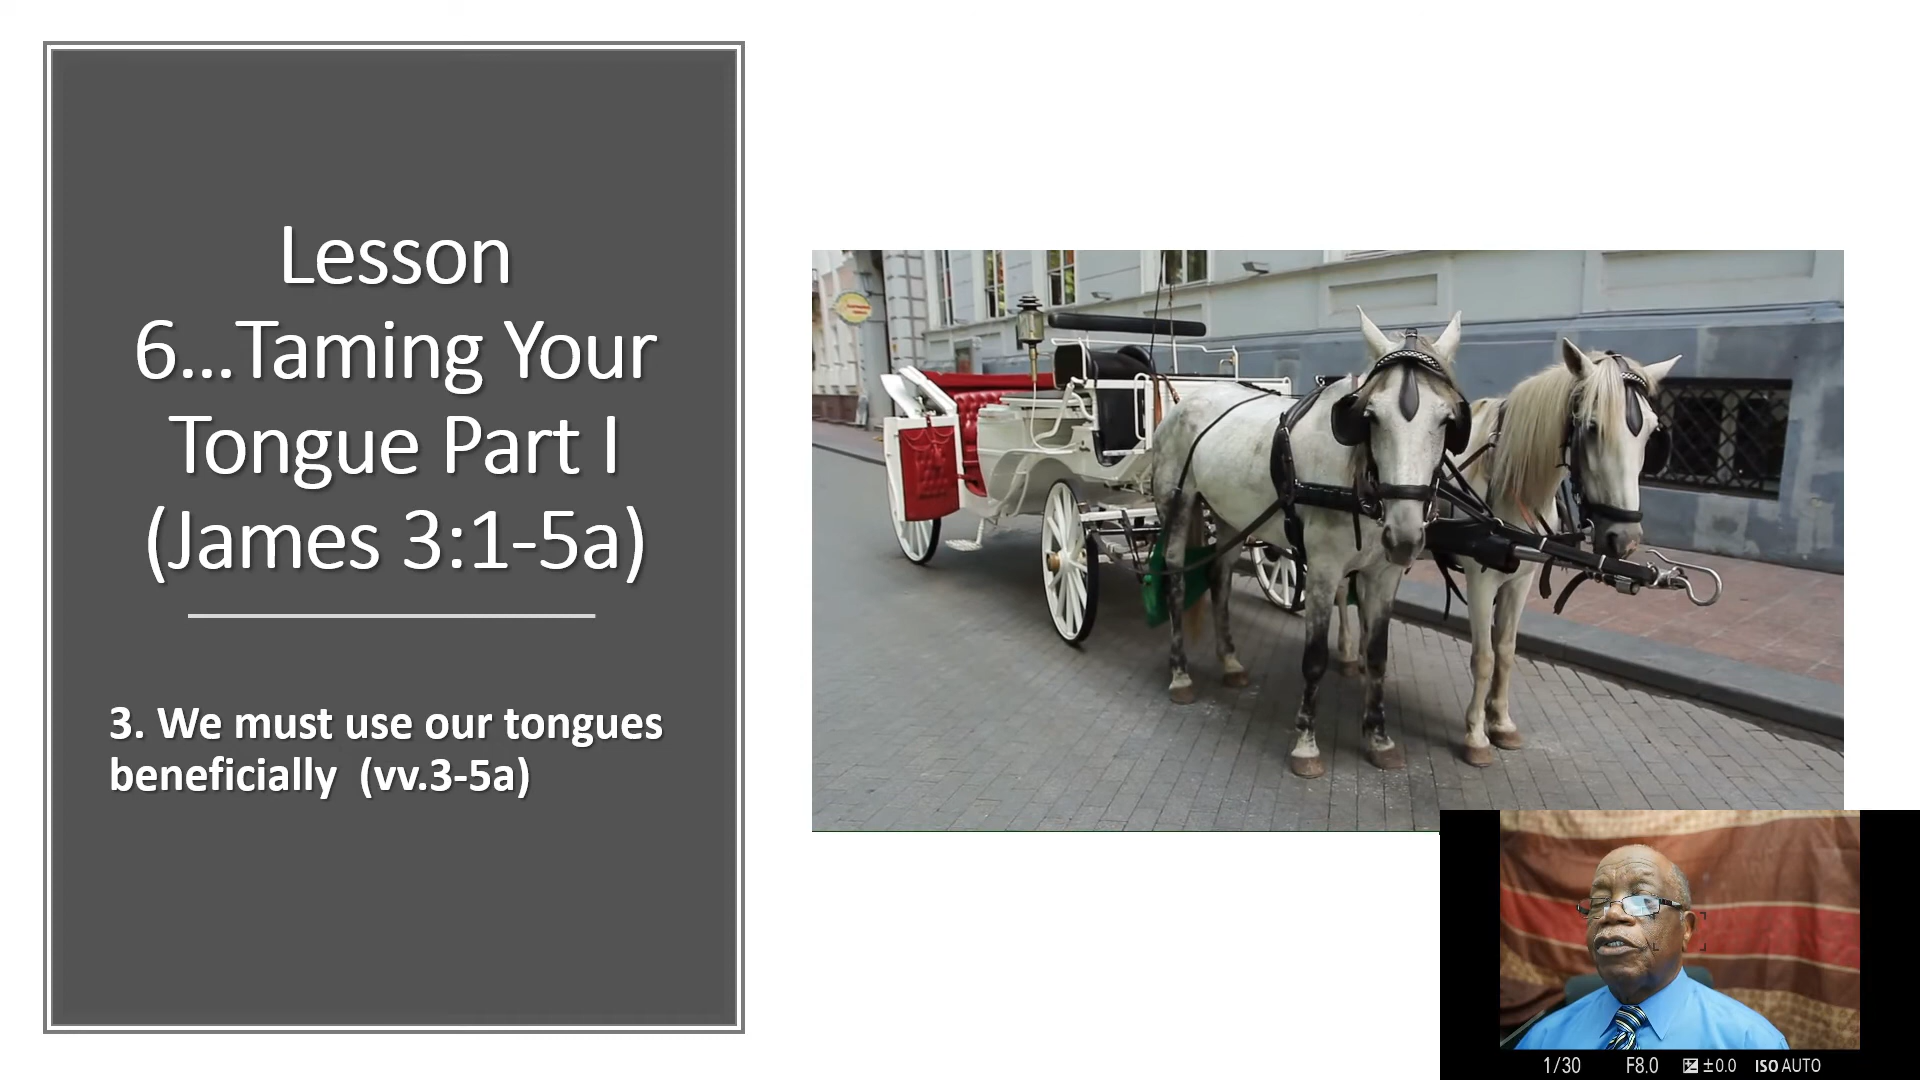 Lesson
6...Taming Your
Tongue Part I
(James 3:1-5a)
3. We must use our tongues
beneficially (vv.3-5a)
1/30 F8.0 ±0.0 ISO AUTO